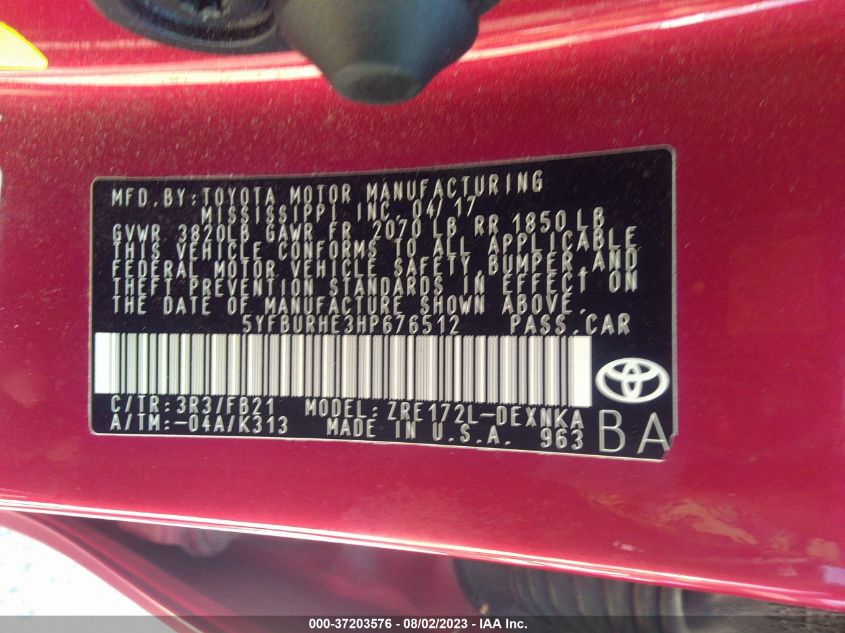 MFD. BY: TOYOTA MOTOR MANUFACTURING
MISSISSIPPI INC. 04/17
GVWR 3820LB GAWR FR 2070 LB RR 1850 LB
THIS VEHICLE CONFORMS TO ALL APPLICABLE
FEDERAL MOTOR VEHICLE SAFETY, BUMPER, AND
THEFT PREVENTION STANDARDS IN EFFECT ON
THE DATE OF MANUFACTURE SHOWN ABOVE.
5YFBURHE3HP676512 PASS. CAR
C/TR: 3R3/FB21 MODEL: ZRE172L-DEXNKA
A/TM: -04A/K313 MADE IN U.S.A. 963 BA
000-37203576 - 08/02/2023 - IAA Inc.